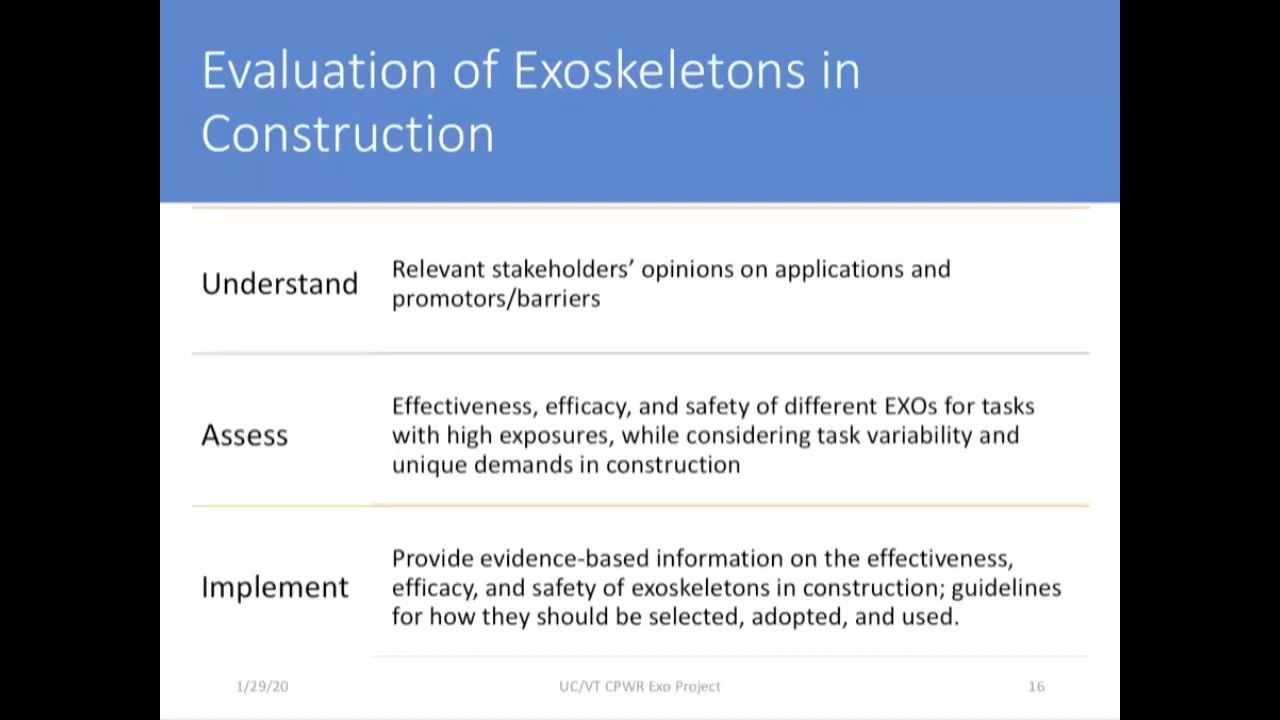 Evaluation of Exoskeletons in
Construction
Understand
Relevant stakeholders’ opinions on applications and
promotors/barriers
Assess
Effectiveness, efficacy, and safety of different EXOs for tasks
with high exposures, while considering task variability and
unique demands in construction
Implement
Provide evidence-based information on the effectiveness,
efficacy, and safety of exoskeletons in construction; guidelines
for how they should be selected, adopted, and used.
1/29/20
UC/VT CPWR Exo Project
16